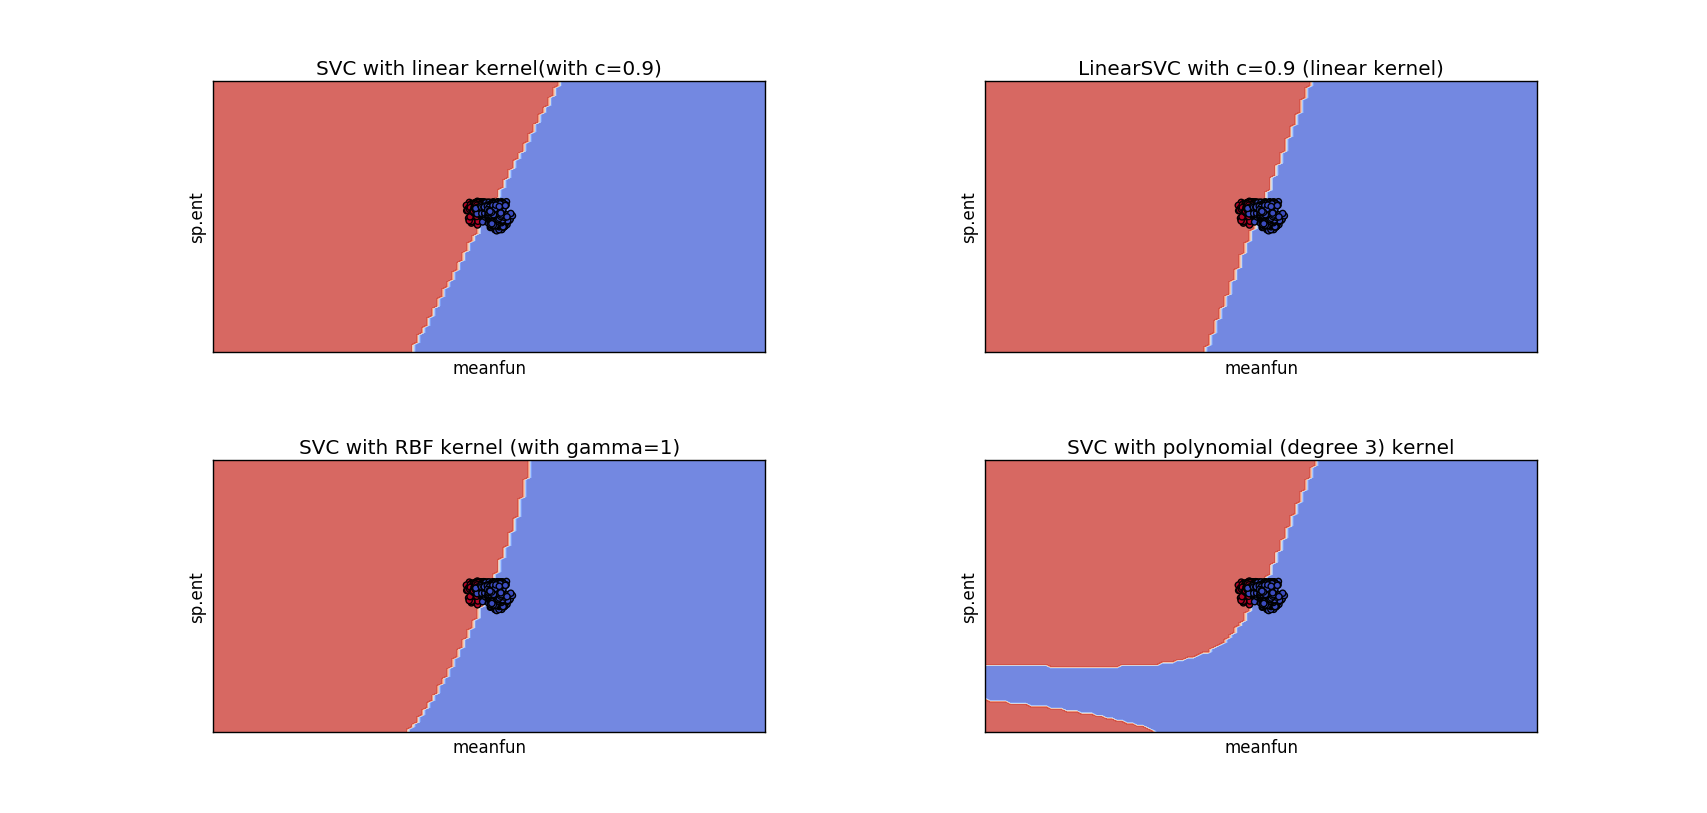 SVC with linear kernel(with c=0.9)
sp.ent
meanfun
LinearSVC with c=0.9 (linear kernel)
sp.ent
meanfun
SVC with RBF kernel (with gamma=1)
sp.ent
meanfun
SVC with polynomial (degree 3) kernel
sp.ent
meanfun